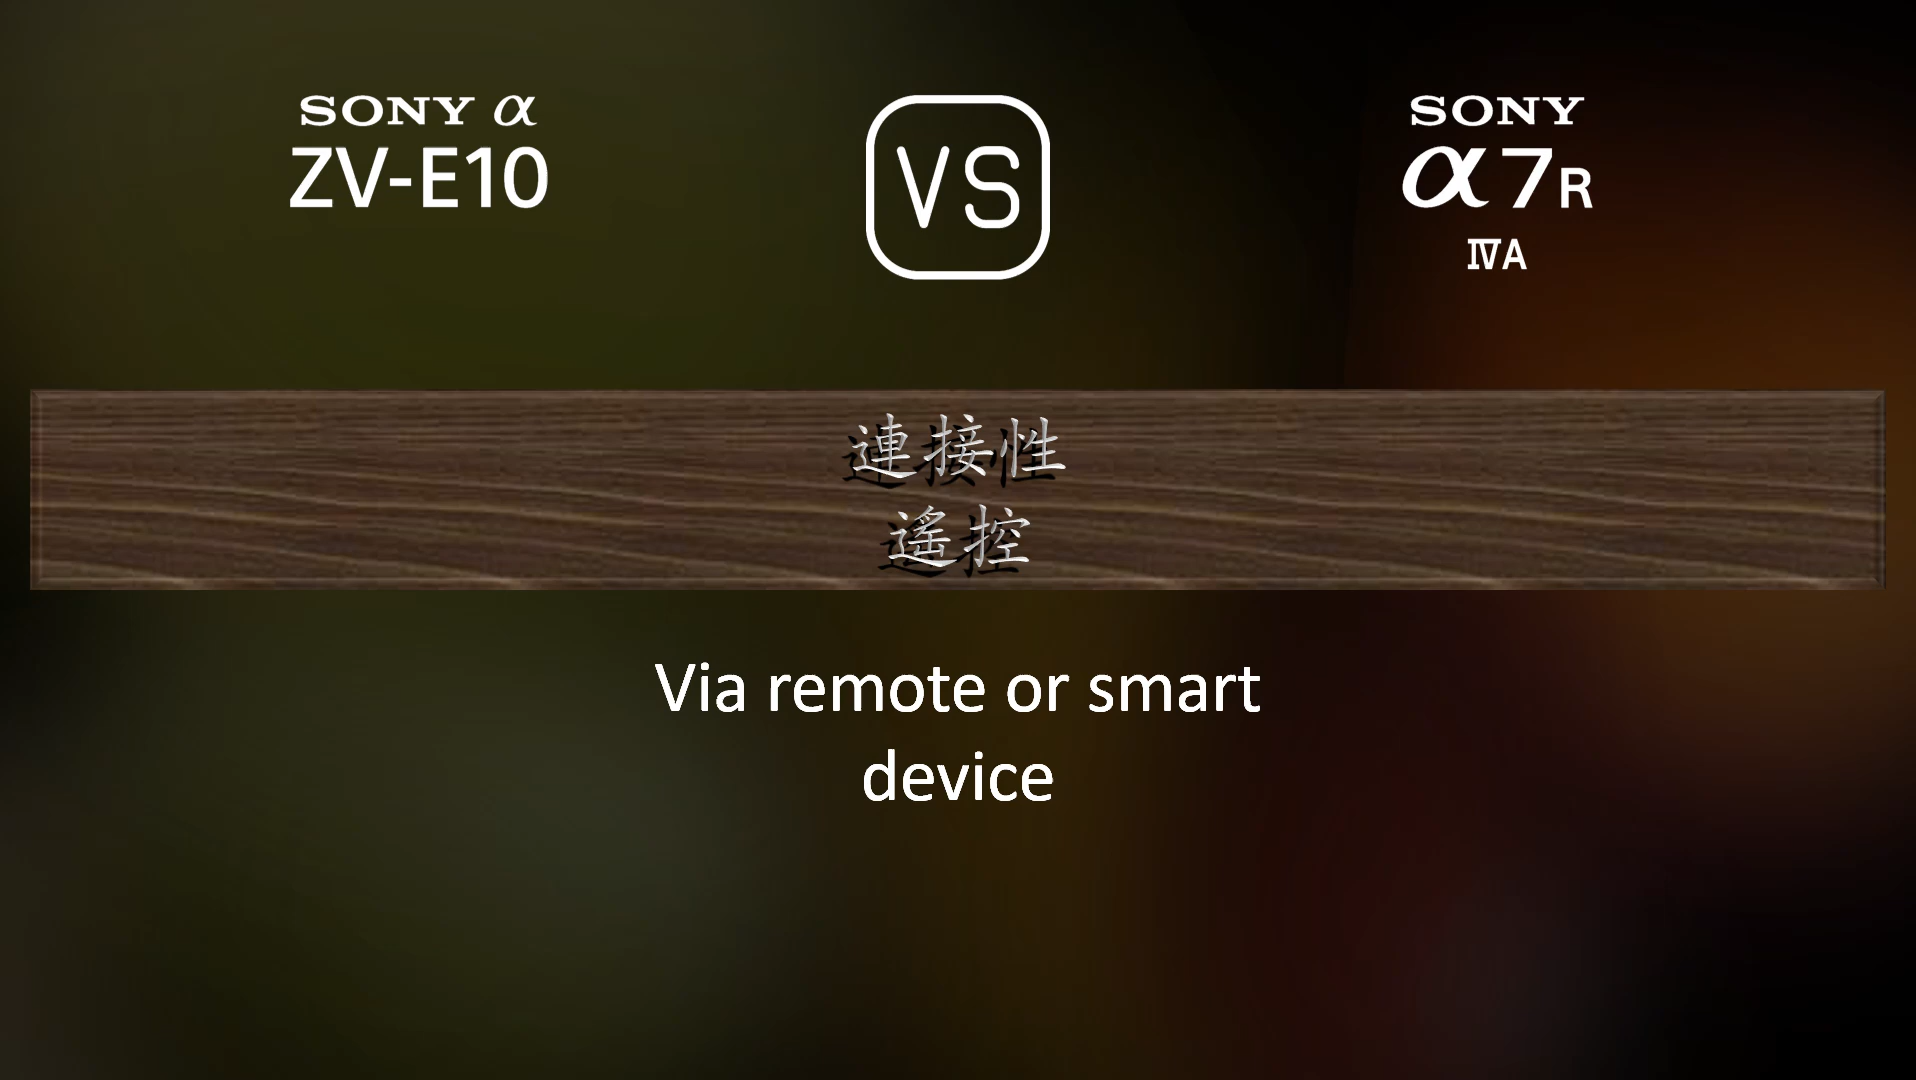 SONY α
ZV-E10
VS
SONY
α7R
IVA
連接性
遙控
Via remote or smart
device